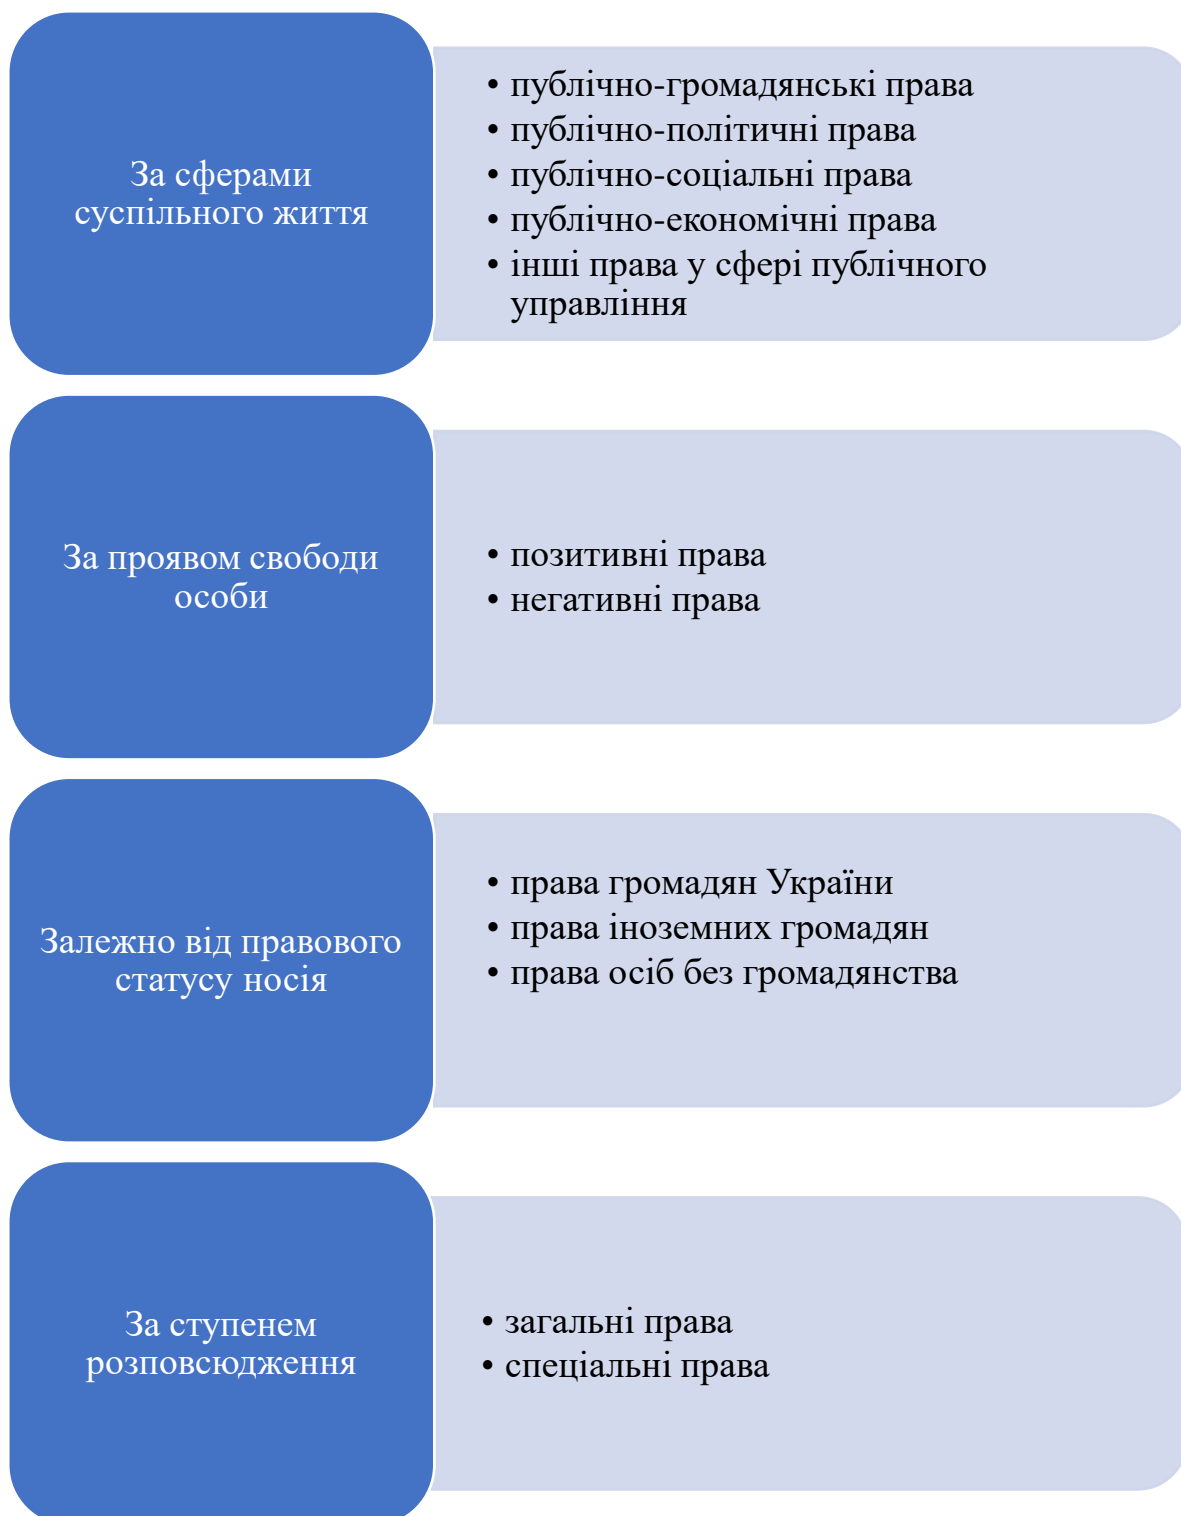 За сферами
суспільного життя
• публічно-громадянські права
• публічно-політичні права
• публічно-соціальні права
• публічно-економічні права
• інші права у сфері публічного
управління
За проявом свободи
особи
• позитивні права
• негативні права
Залежно від правового
статусу носія
• права громадян України
• права іноземних громадян
• права осіб без громадянства
За ступенем
розповсюдження
• загальні права
• спеціальні права